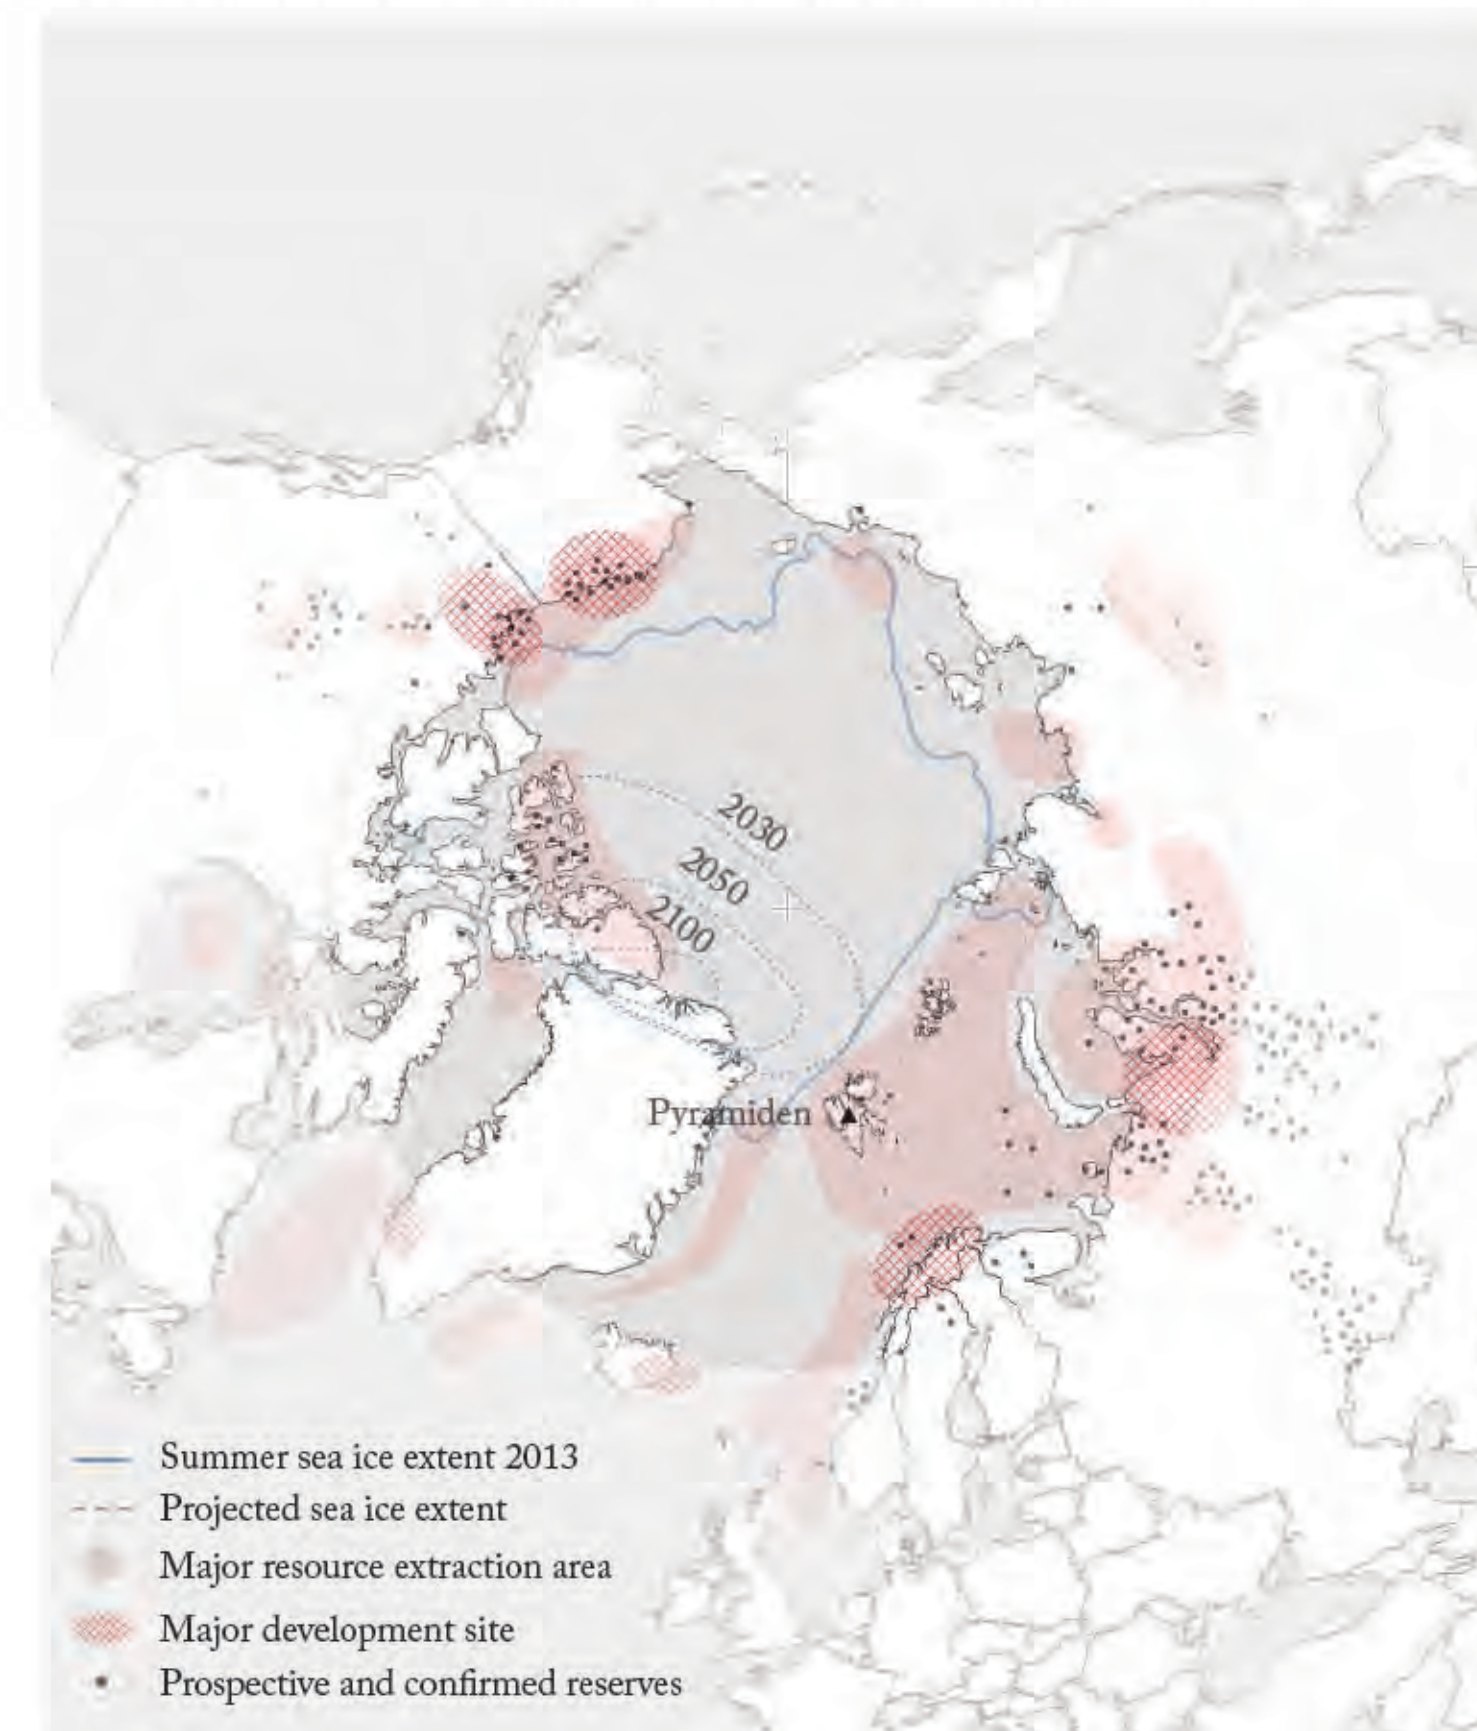 2030
2050
2100
Pyramiden
Summer sea ice extent 2013
Projected sea ice extent
Major resource extraction area
Major development site
Prospective and confirmed reserves